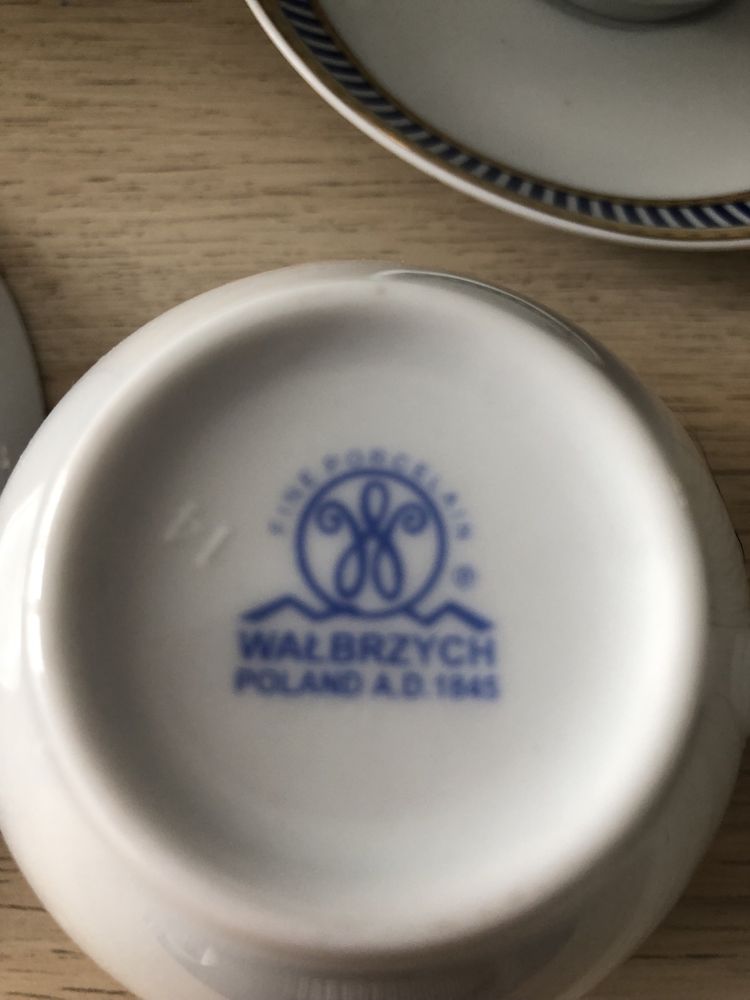 FINE PORCELAIN
®
WAŁBRZYCH
POLAND A.D.1845